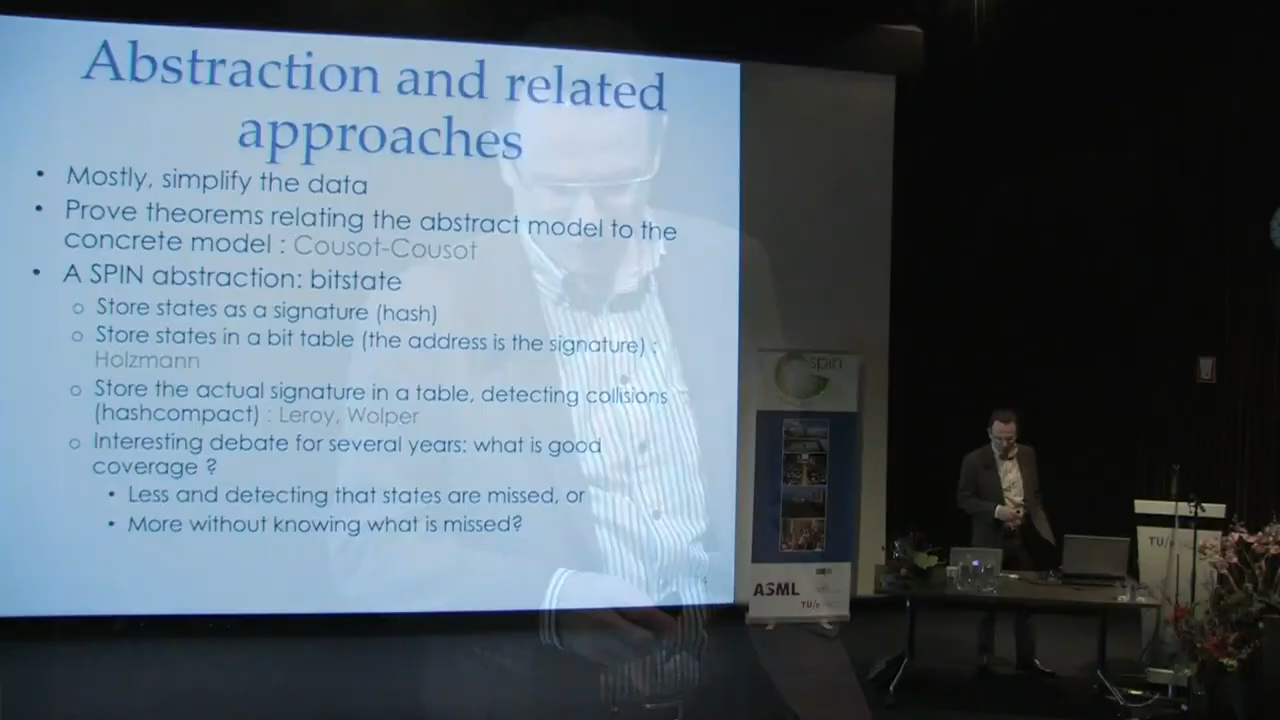 Abstraction and related
approaches
• Mostly, simplify the data
• Prove theorems relating the abstract model to the
concrete model : Cousot-Cousot
• A SPIN abstraction: bitstate
o Store states as a signature (hash)
o Store states in a bit table (the address is the signature) :
Holzmann
o Store the actual signature in a table, detecting collisions
(hashcompact) : Leroy, Wolper
o Interesting debate for several years: what is good
coverage ?
• Less and detecting that states are missed, or
• More without knowing what is missed?
spin
ASML
TU/e
TU/